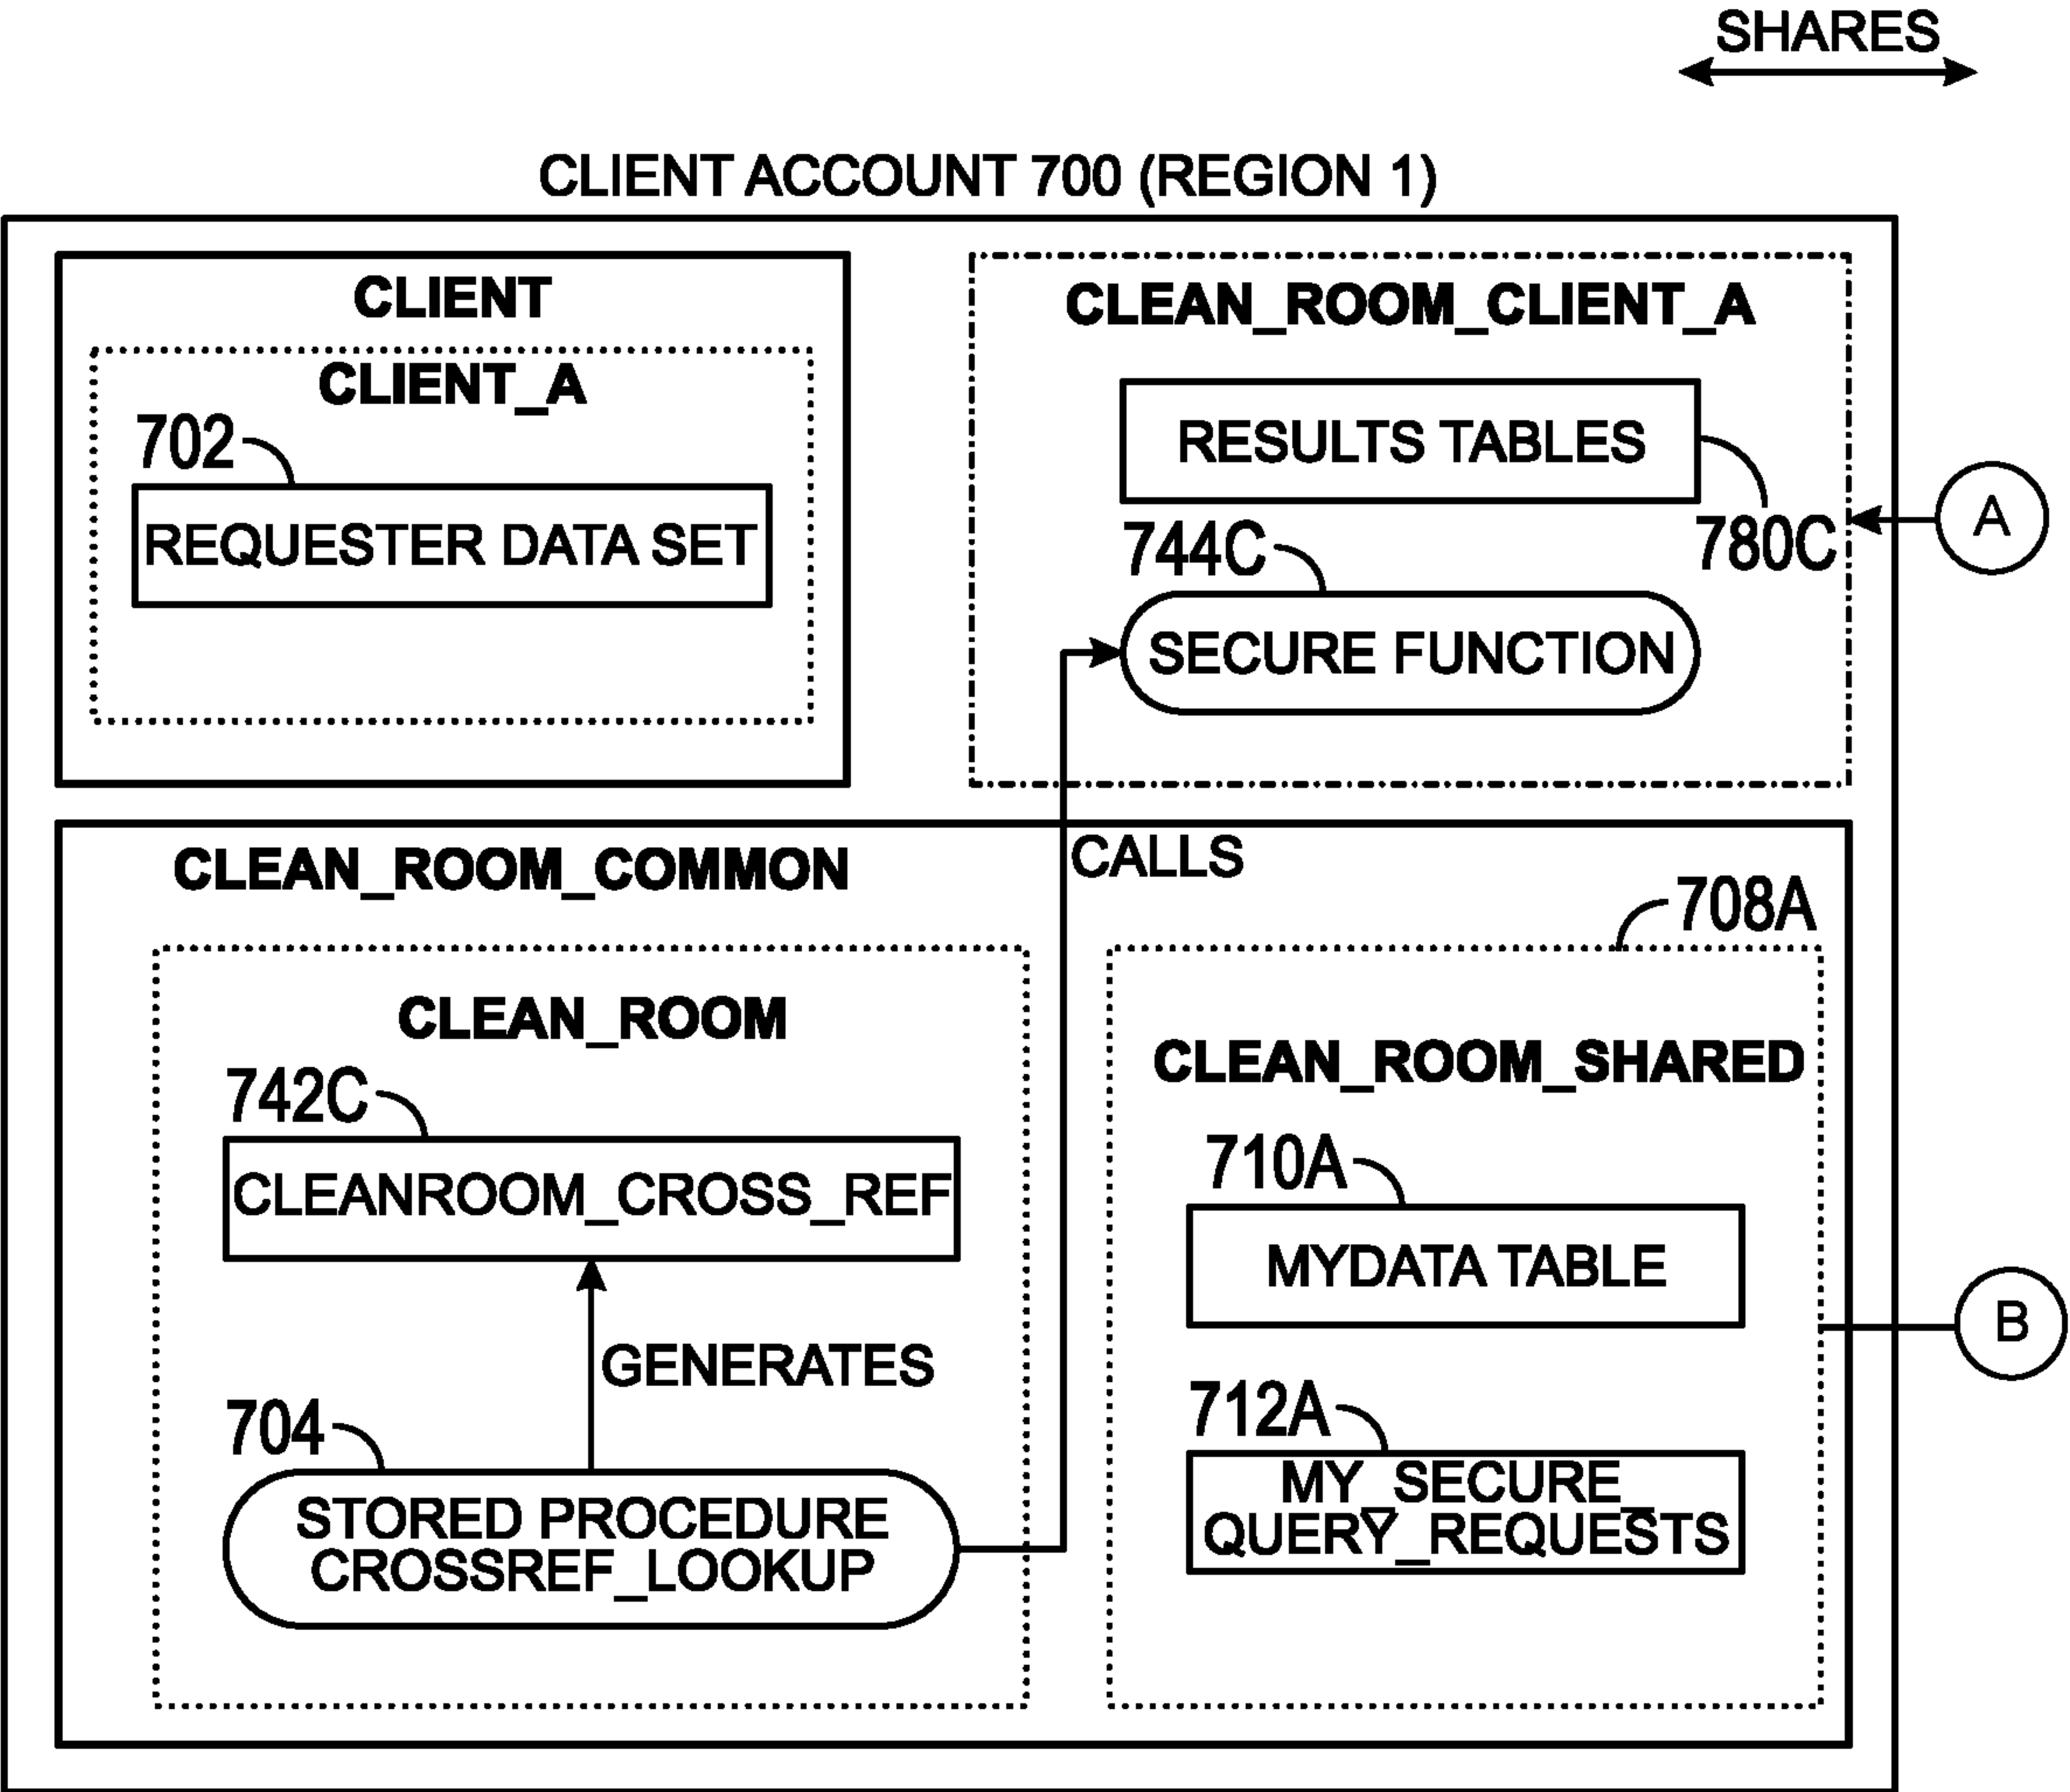 SHARES
CLIENT ACCOUNT 700 (REGION 1)
CLIENT
CLIENT_A
702
REQUESTER DATA SET
CLEAN_ROOM_CLIENT_A
RESULTS TABLES
780C
744C
SECURE FUNCTION
A
CLEAN_ROOM_COMMON
CALLS
CLEAN_ROOM
742C
CLEANROOM_CROSS_REF
GENERATES
704
STORED PROCEDURE
CROSSREF_LOOKUP
708A
CLEAN_ROOM_SHARED
710A
MYDATA TABLE
712A
MY_SECURE_
QUERY_REQUESTS
B